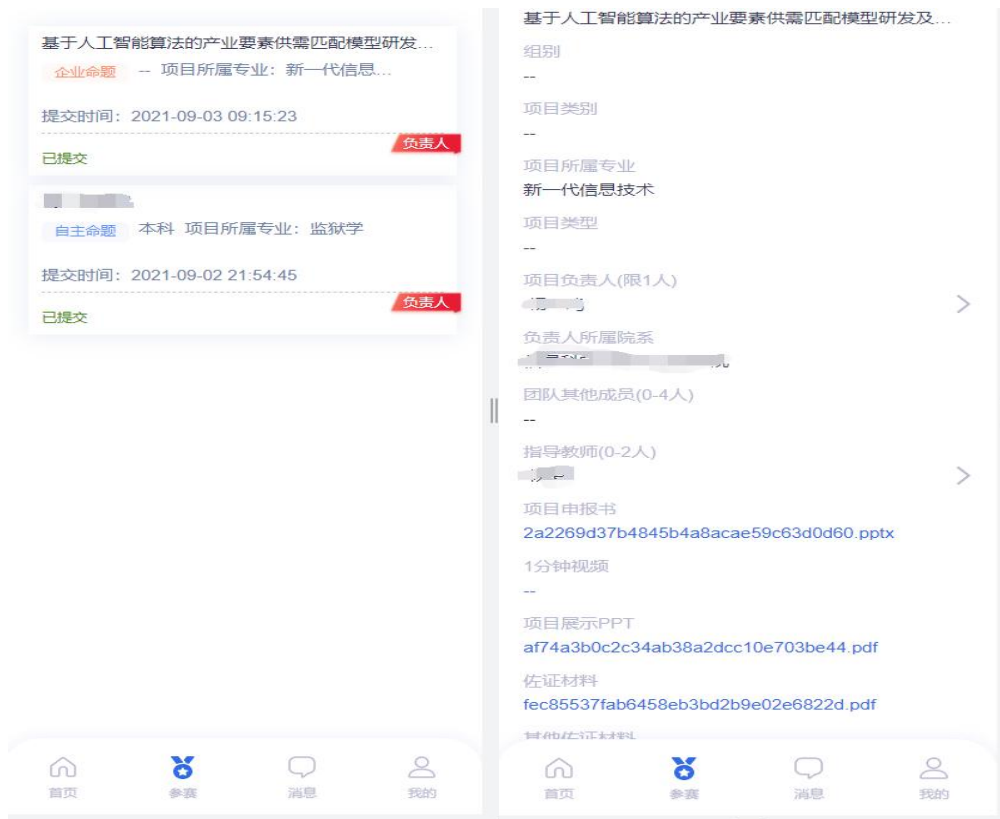 基于人工智能算法的产业要素供需匹配模型研发...
企业命题 -- 项目所属专业：新一代信息...
提交时间：2021-09-03 09:15:23
负责人
已提交
自主命题 本科 项目所属专业：监狱学
提交时间：2021-09-02 21:54:45
负责人
已提交
首页 参赛 消息 我的
基于人工智能算法的产业要素供需匹配模型研发及...
组别
--
项目类别
--
项目所属专业
新一代信息技术
项目类型
--
项目负责人(限1人)
负责人所属院系
团队其他成员(0-4人)
--
指导教师(0-2人)
项目申报书
2a2269d37b4845b4a8acae59c63d0d60.pptx
1分钟视频
--
项目展示PPT
af74a3b0c2c34ab38a2dcc10e703be44.pdf
佐证材料
fec85537fab6458eb3bd2b9e02e6822d.pdf
其他佐证材料
首页 参赛 消息 我的